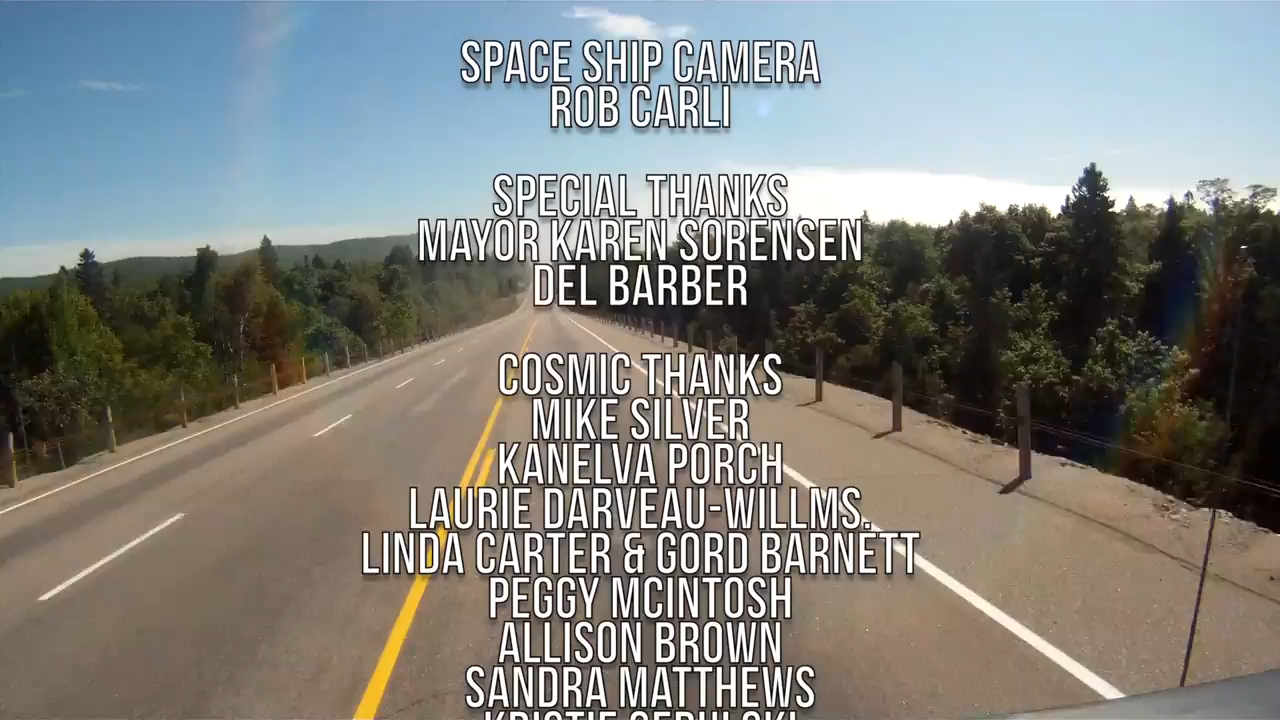 SPACE SHIP CAMERA
ROB CARLI
SPECIAL THANKS
MAYOR KAREN SORENSEN
DEL BARBER
COSMIC THANKS
MIKE SILVER
KANELVA PORCH
LAURIE DARVEAU-WILLMS.
LINDA CARTER & GORD BARNETT
PEGGY MCINTOSH
ALLISON BROWN
SANDRA MATTHEWS